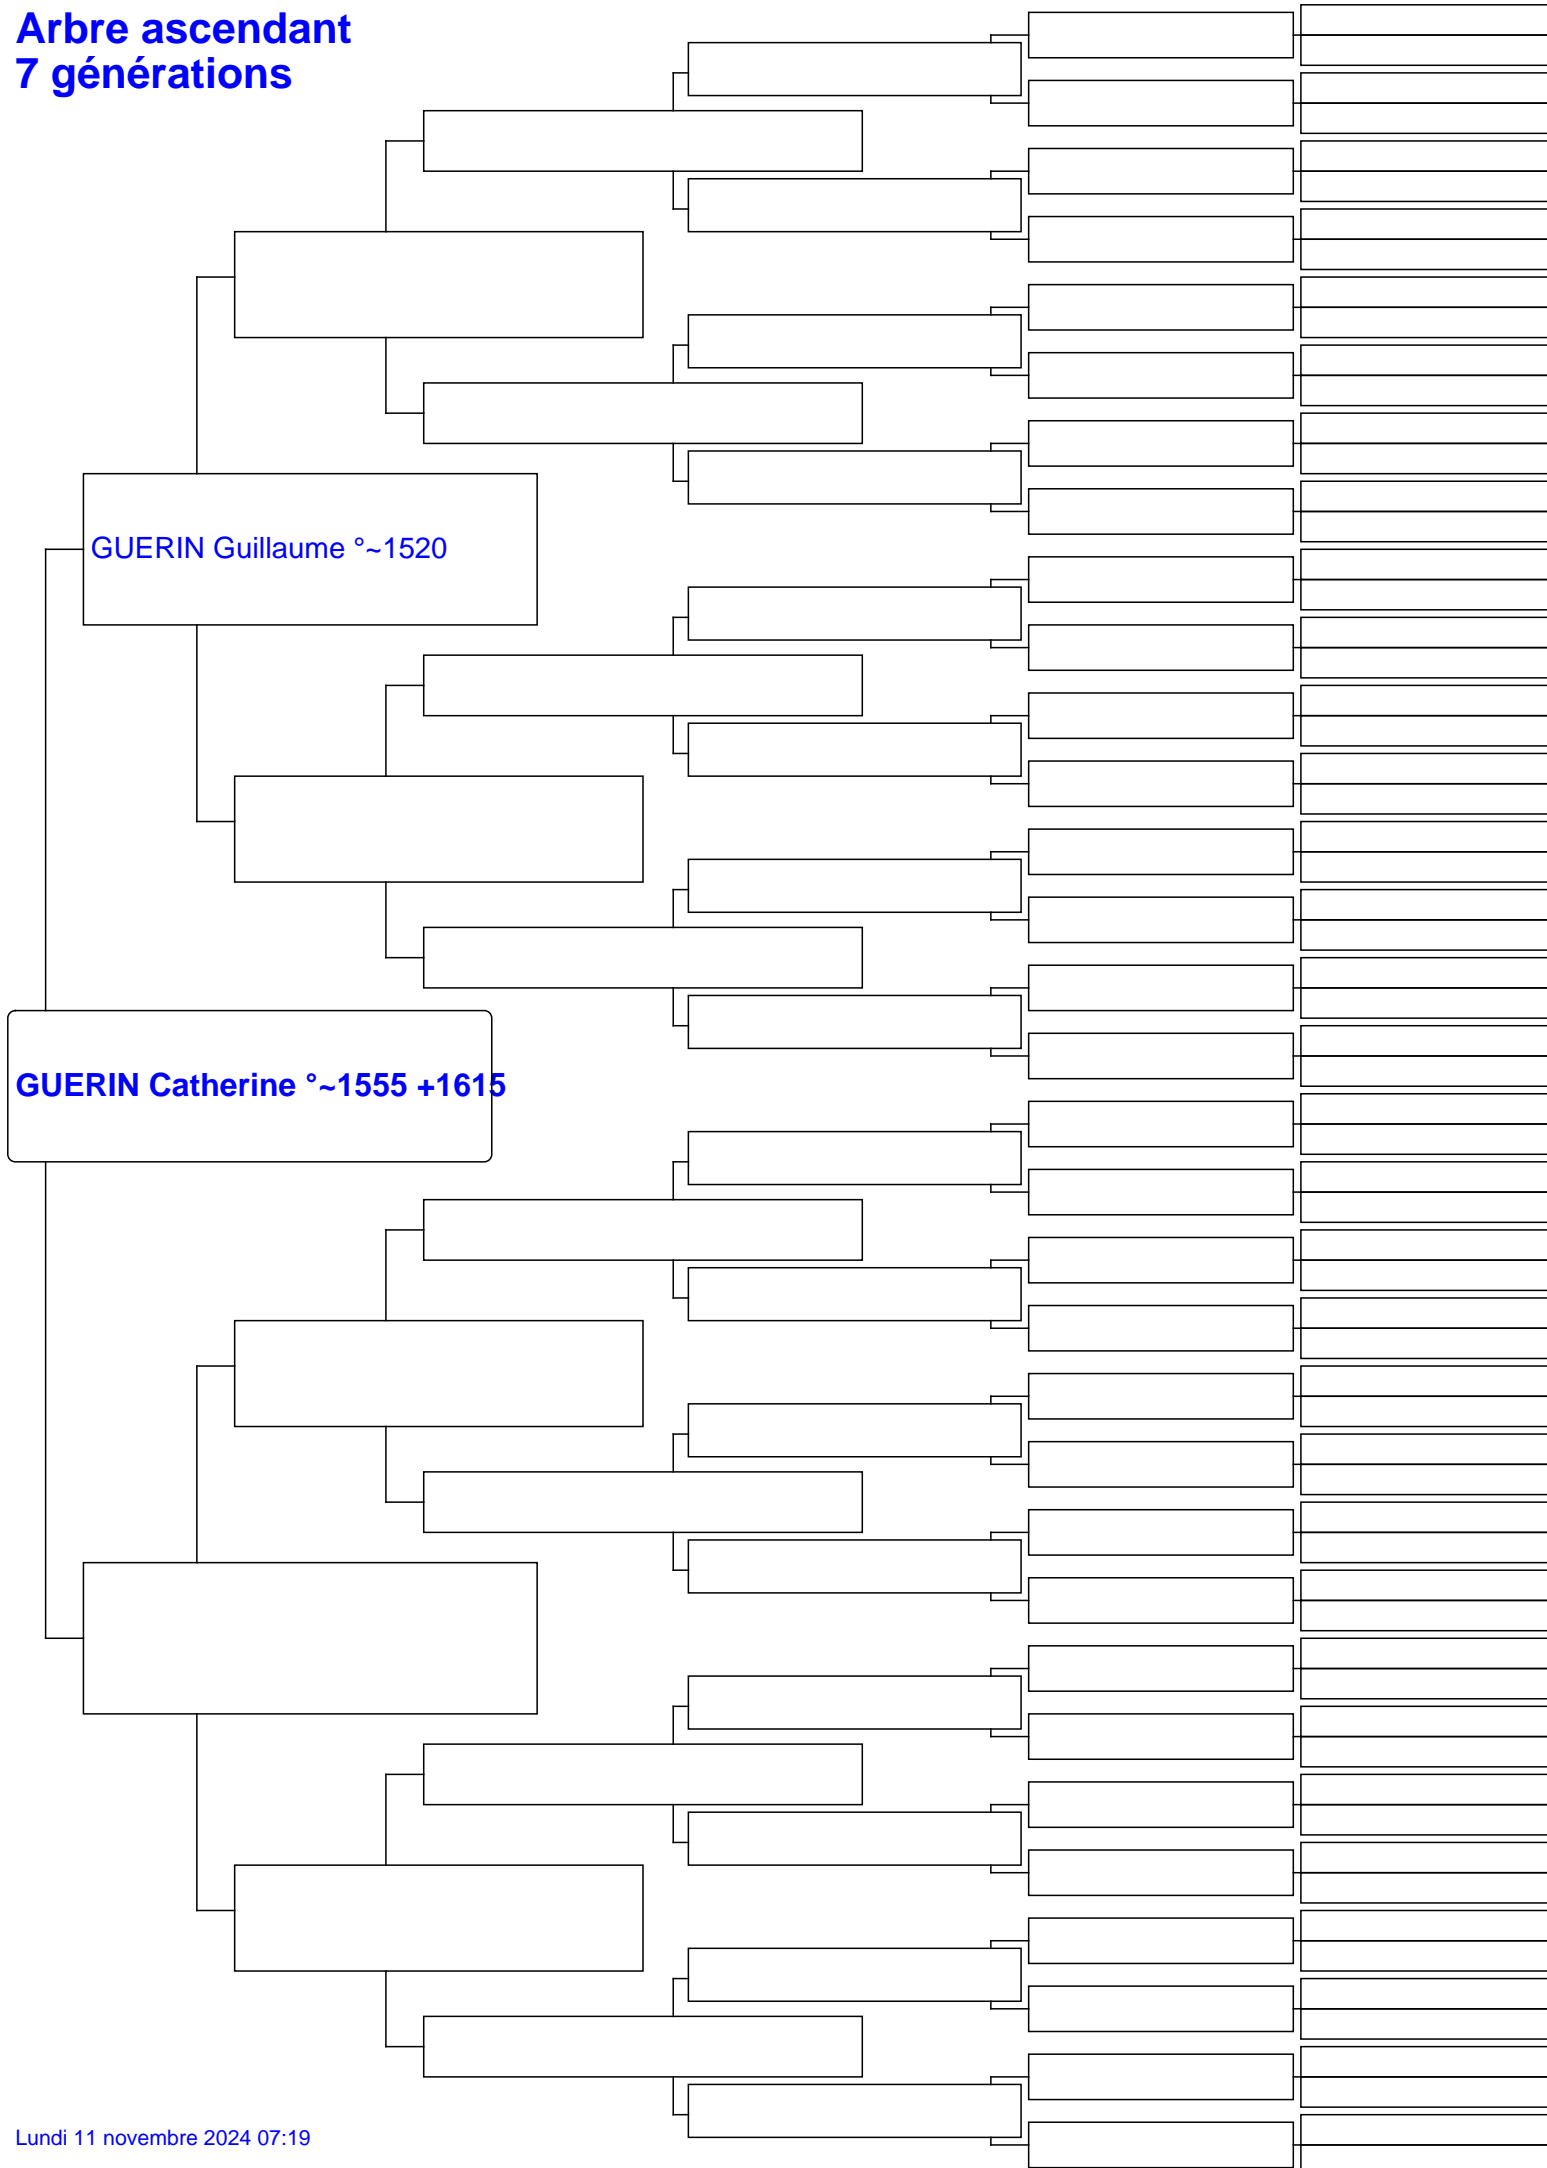 Arbre ascendant
7 générations
GUERIN Guillaume °~1520
GUERIN Catherine °~1555 +1615
Lundi 11 novembre 2024 07:19